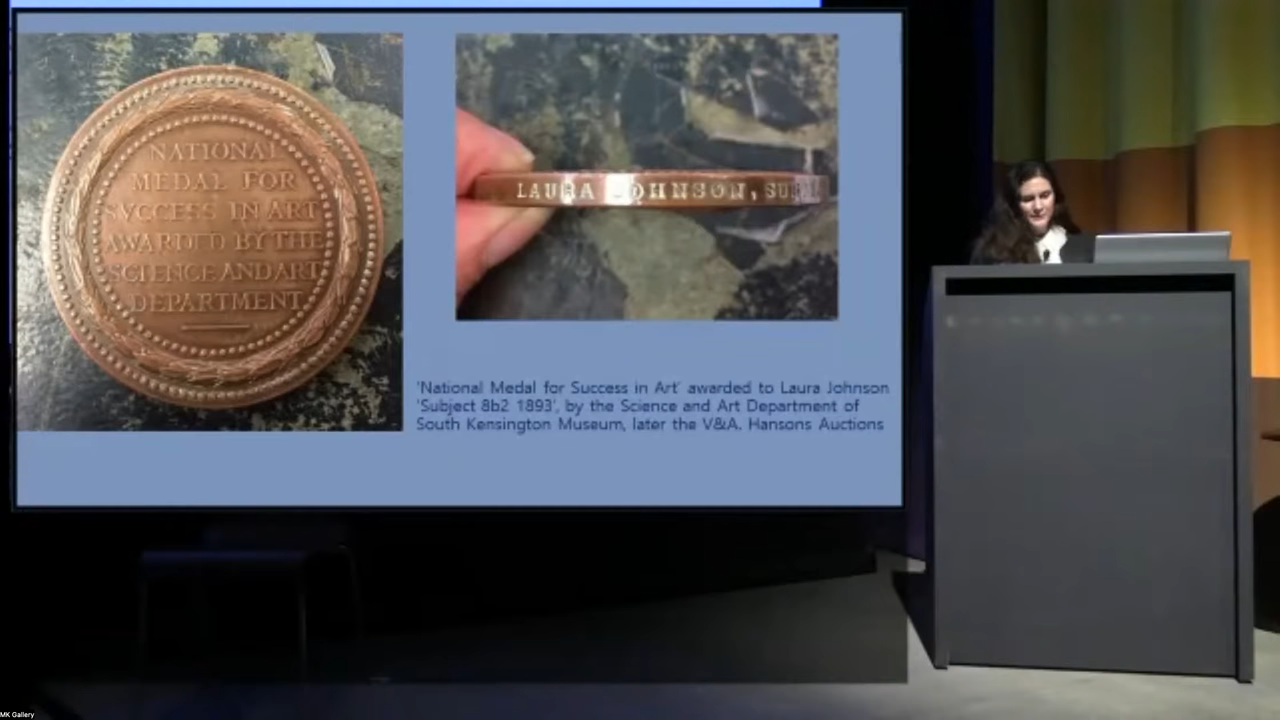 NATIONAL
MEDAL FOR
SVCCESS IN ART
AWARDED BY THE
SCIENCE AND ART
DEPARTMENT
LAURA JOHNSON,
'National Medal for Success in Art' awarded to Laura Johnson
'Subject 8b2 1893', by the Science and Art Department of
South Kensington Museum, later the V&A. Hansons Auctions
MK Gallery